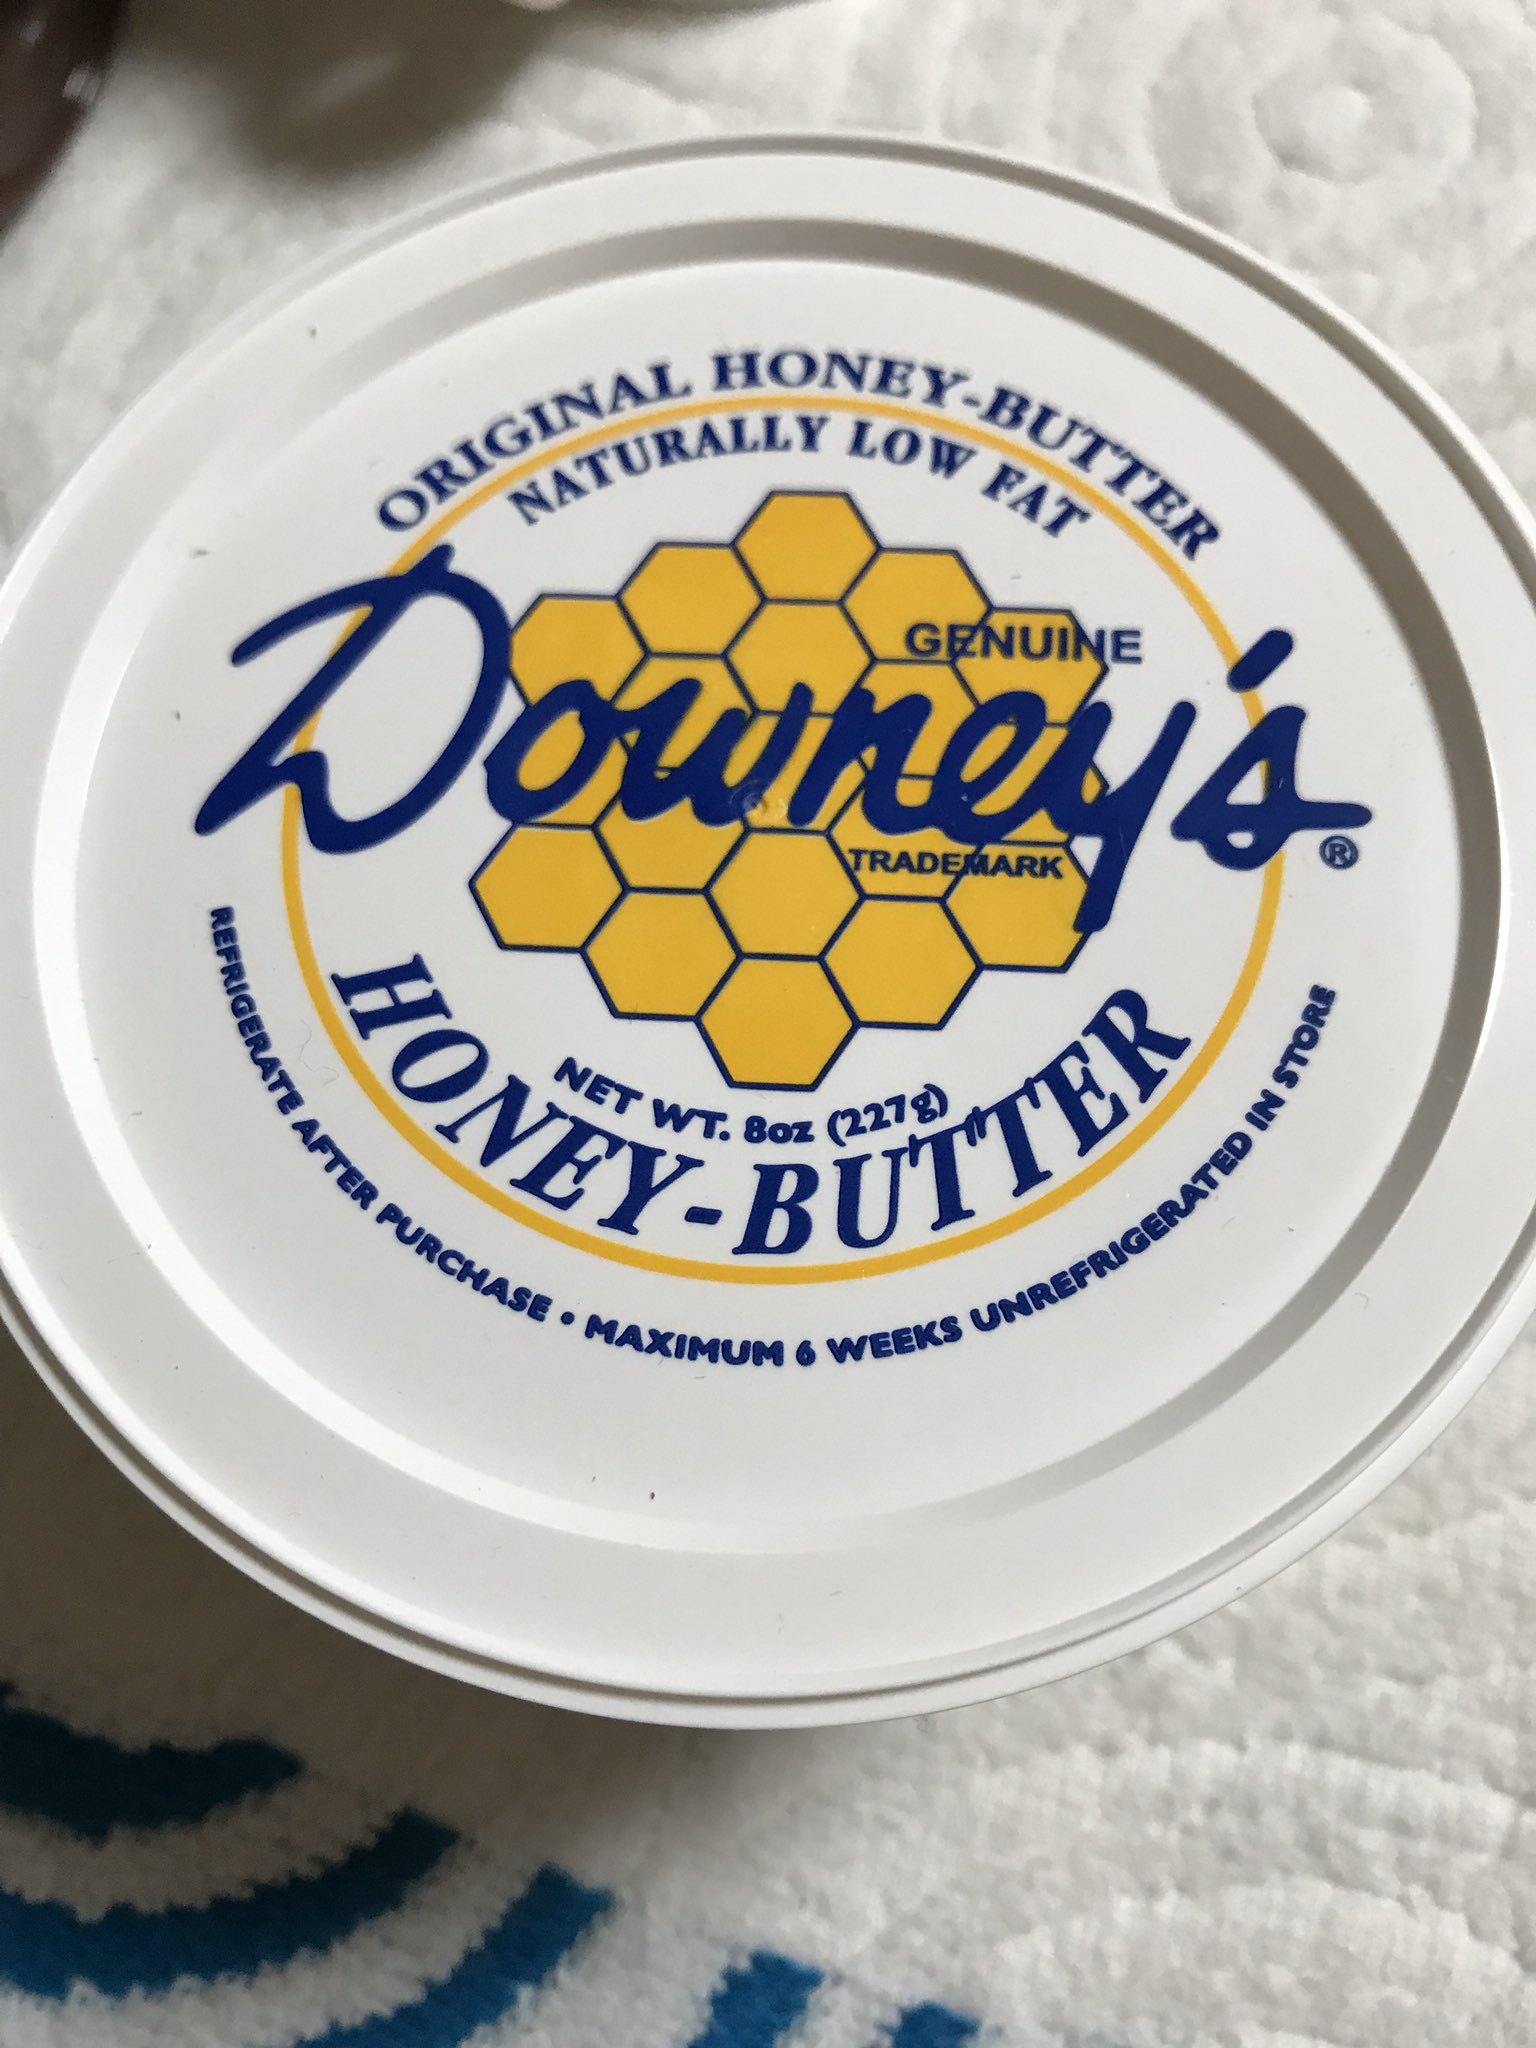 ORIGINAL HONEY-BUTTER
NATURALLY LOW FAT
GENUINE
Downey's®
TRADEMARK
NET WT. 8oz (227g)
HONEY-BUTTER
REFRIGERATE AFTER PURCHASE • MAXIMUM 6 WEEKS UNREFRIGERATED IN STORE